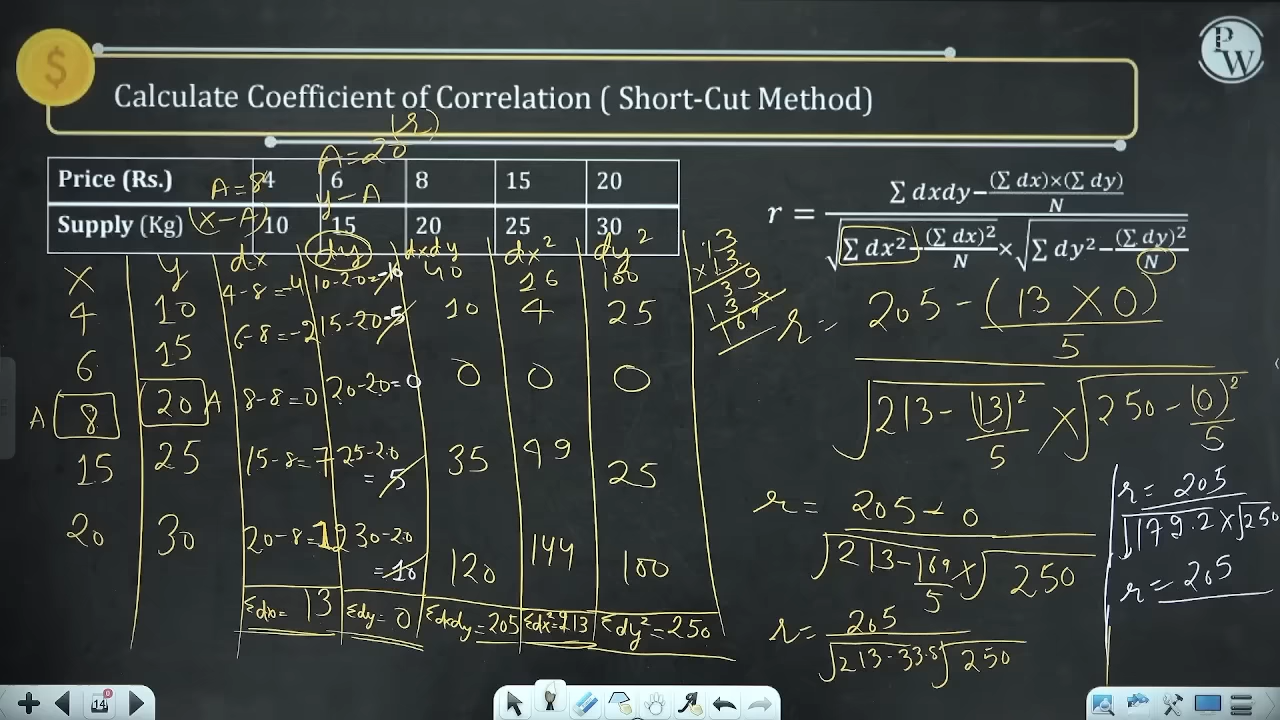 PW
$
Calculate Coefficient of Correlation ( Short-Cut Method)
(r)
A=20
Price (Rs.) 4 6 8 15 20
A=8
y-A
Supply (Kg) 10 15 20 25 30
(x-A)
r = Σdxdy-(Σdx)×(Σdy)/N
√Σdx²-(Σdx)²/N×√Σdy²-(Σdy)²/N
x y dx dy dxdy dx² dy²
4 10 4-8=-4 10-20=-10 40 16 100
6 15 6-8=-2 15-20-5 10 4 25
A 8 20 A 8-8=0 20-20=0 0 0 0
15 25 15-8=7 25-20 =5 35 49 25
20 30 20-8=12 30-20 =10 120 144 100
Σdx= 13 Σdy= 0 Σdxdy=205 Σdx²=213 Σdy²=250
13
×13
39
13×
169
r= 205-(13×0)/5
√213-(13)²/5 ×√250-(0)²/5
r= 205-0
√213-169/5 ×√250
r= 205
√213-33.8 √250
r= 205
√179.2×√250
r= 205
14